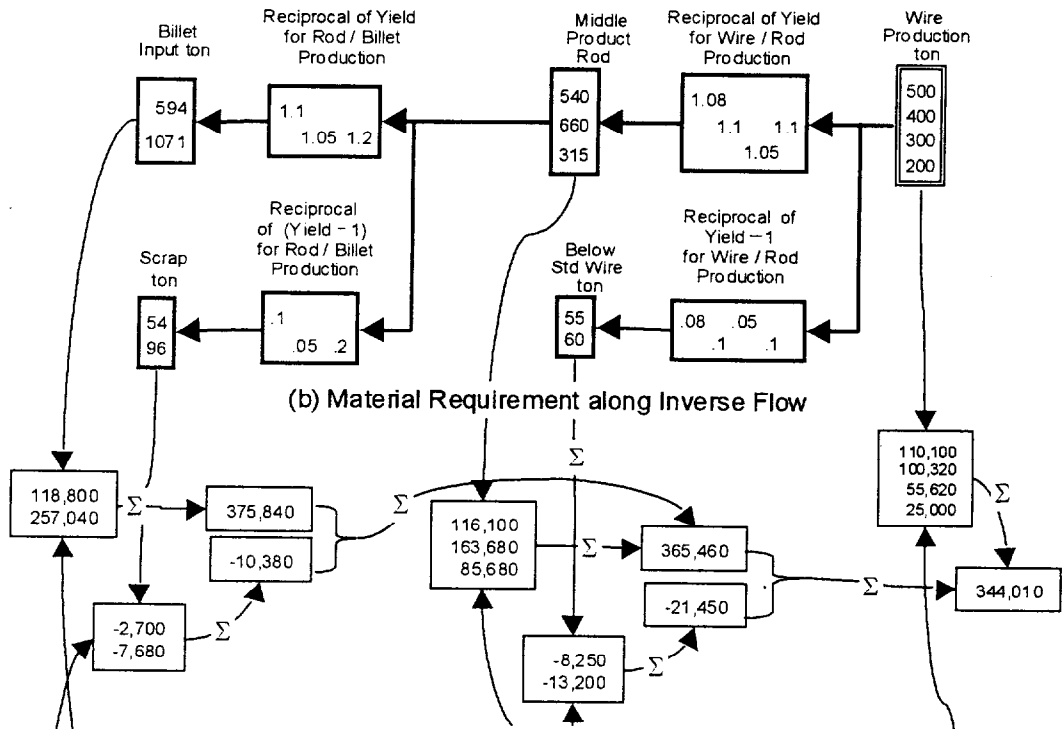 Billet
Input ton
Reciprocal of Yield
for Rod / Billet
Production
Middle
Product
Rod
Reciprocal of Yield
for Wire / Rod
Production
Wire
Production
ton
594
1071
1.1
1.05 1.2
540
660
315
1.08
1.1 1.1
1.05
500
400
300
200
Scrap
ton
Reciprocal
of (Yield - 1)
for Rod / Billet
Production
Below
Std Wire
ton
Reciprocal of
Yield - 1
for Wire / Rod
Production
54
96
.1
.05 .2
55
60
.08 .05
.1 .1
(b) Material Requirement along Inverse Flow
118,800
257,040
Σ
375,840
-10,380
Σ
-2,700
-7,680
Σ
116,100
163,680
85,680
Σ
Σ
365,460
-21,450
-8,250
-13,200
Σ
Σ
110,100
100,320
55,620
25,000
Σ
344,010